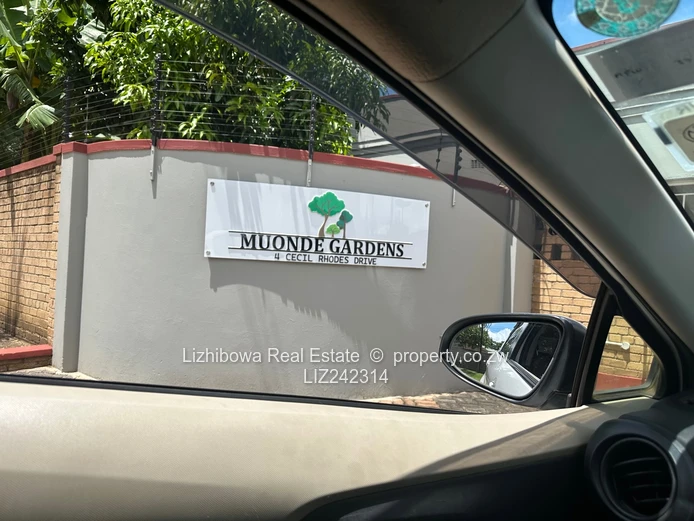 MUONDE GARDENS
4 CECIL RHODES DRIVE
Lizhibowa Real Estate © property.co.zw
LIZ242314